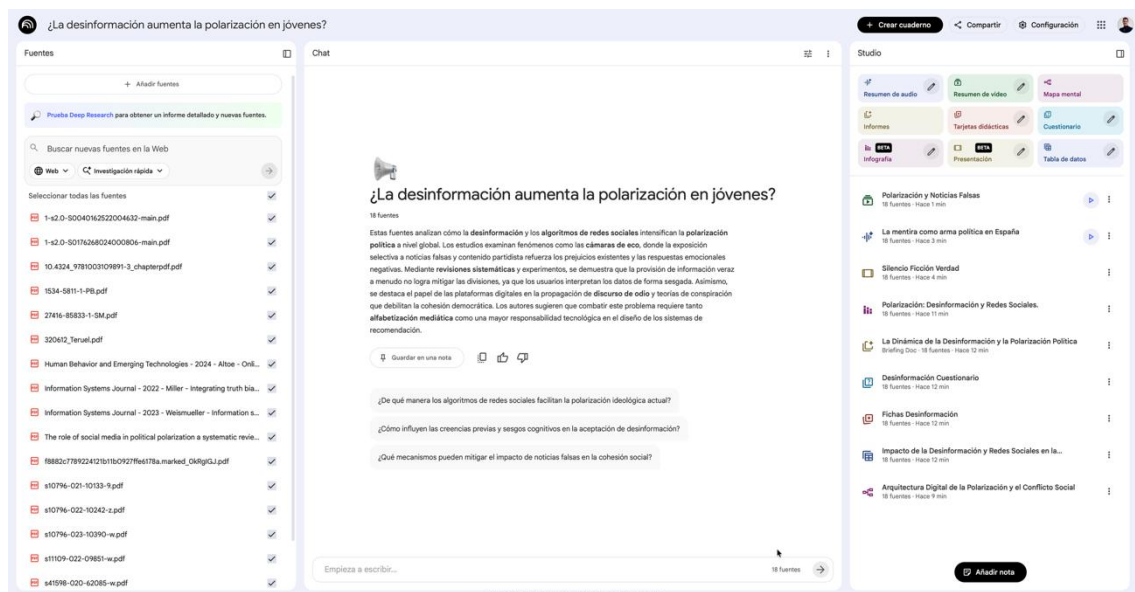 ¿La desinformación aumenta la polarización en jóvenes?
+ Crear cuaderno
Compartir
Configuración
Fuentes
+ Añadir fuentes
Prueba Deep Research para obtener un informe detallado y nuevas fuentes.
Buscar nuevas fuentes en la Web
Web
Investigación rápida
Seleccionar todas las fuentes
1-s2.0-S0040162522004632-main.pdf
1-s2.0-S0176268024000806-main.pdf
10.4324_9781003109891-3_chapterpdf.pdf
1534-5811-1-PB.pdf
27416-85833-1-SM.pdf
320612_Teruel.pdf
Human Behavior and Emerging Technologies - 2024 - Altoe - Onli...
Information Systems Journal - 2022 - Miller - Integrating truth bia...
Information Systems Journal - 2023 - Weismueller - Information s...
The role of social media in political polarization a systematic revie...
f8882c7789224121b11b0927ffe6178a.marked_0kRglGJ.pdf
s10796-021-10133-9.pdf
s10796-022-10242-z.pdf
s10796-023-10390-w.pdf
s11109-022-09851-w.pdf
s41598-020-62085-w.pdf
Chat
¿La desinformación aumenta la polarización en jóvenes?
18 fuentes
Estas fuentes analizan cómo la desinformación y los algoritmos de redes sociales intensifican la polarización
política a nivel global. Los estudios examinan fenómenos como las cámaras de eco, donde la exposición
selectiva a noticias falsas y contenido partidista refuerza los prejuicios existentes y las respuestas emocionales
negativas. Mediante revisiones sistemáticas y experimentos, se demuestra que la provisión de información veraz
a menudo no logra mitigar las divisiones, ya que los usuarios interpretan los datos de forma sesgada. Asimismo,
se destaca el papel de las plataformas digitales en la propagación de discurso de odio y teorías de conspiración
que debilitan la cohesión democrática. Los autores sugieren que combatir este problema requiere tanto
alfabetización mediática como una mayor responsabilidad tecnológica en el diseño de los sistemas de
recomendación.
Guardar en una nota
¿De qué manera los algoritmos de redes sociales facilitan la polarización ideológica actual?
¿Cómo influyen las creencias previas y sesgos cognitivos en la aceptación de desinformación?
¿Qué mecanismos pueden mitigar el impacto de noticias falsas en la cohesión social?
Empieza a escribir...
18 fuentes
Studio
Resumen de audio
Resumen de vídeo
Mapa mental
Informes
Tarjetas didácticas
Cuestionario
BETA
Infografía
BETA
Presentación
Tabla de datos
Polarización y Noticias Falsas
18 fuentes · Hace 1 min
La mentira como arma política en España
18 fuentes · Hace 3 min
Silencio Ficción Verdad
18 fuentes · Hace 4 min
Polarización: Desinformación y Redes Sociales.
18 fuentes · Hace 11 min
La Dinámica de la Desinformación y la Polarización Política
Briefing Doc · 18 fuentes · Hace 12 min
Desinformación Cuestionario
18 fuentes · Hace 12 min
Fichas Desinformación
18 fuentes · Hace 12 min
Impacto de la Desinformación y Redes Sociales en la...
18 fuentes · Hace 12 min
Arquitectura Digital de la Polarización y el Conflicto Social
18 fuentes · Hace 9 min
Añadir nota